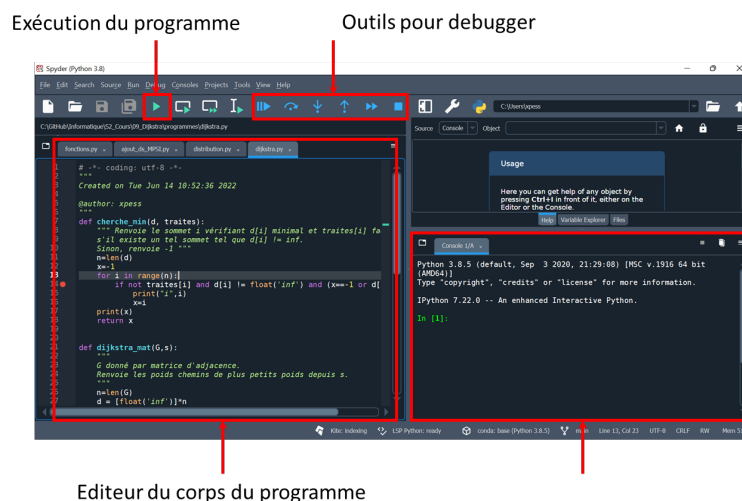 Exécution du programme
Outils pour debugger
Spyder (Python 3.8)
File Edit Search Source Run Debug Consoles Projects Tools View Help
C:\Users\xpess
C:\GitHub\Informatique\S2_Cours\09_Dijkstra\programmes\dijkstra.py
Source Console Object
fonctions.py ajout_ds_MPSI.py distribution.py dijkstra.py
Usage
Here you can get help of any object by
pressing Ctrl+I in front of it, either on the
Editor or the Console.
Help Variable Explorer Files
# -*- coding: utf-8 -*-
"""
Created on Tue Jun 14 10:52:36 2022
@author: xpess
"""
def cherche_min(d, traites):
""" Renvoie le sommet i vérifiant d[i] minimal et traites[i] fa
s'il existe un tel sommet tel que d[i] != inf.
Sinon, renvoie -1 """
n=len(d)
x=-1
13 for i in range(n):
if not traites[i] and d[i] != float('inf') and (x==-1 or d[
print("i",i)
x=i
print(x)
return x
def dijkstra_mat(G,s):
"""
G donné par matrice d'adjacence.
Renvoie les poids chemins de plus petits poids depuis s.
"""
n=len(G)
d = [float('inf')]*n
Console 1/A
Python 3.8.5 (default, Sep 3 2020, 21:29:08) [MSC v.1916 64 bit
(AMD64)]
Type "copyright", "credits" or "license" for more information.
IPython 7.22.0 -- An enhanced Interactive Python.
In [1]:
Kite: indexing LSP Python: ready conda: base (Python 3.8.5) main Line 13, Col 23 UTF-8 CRLF RW Mem 5
Editeur du corps du programme